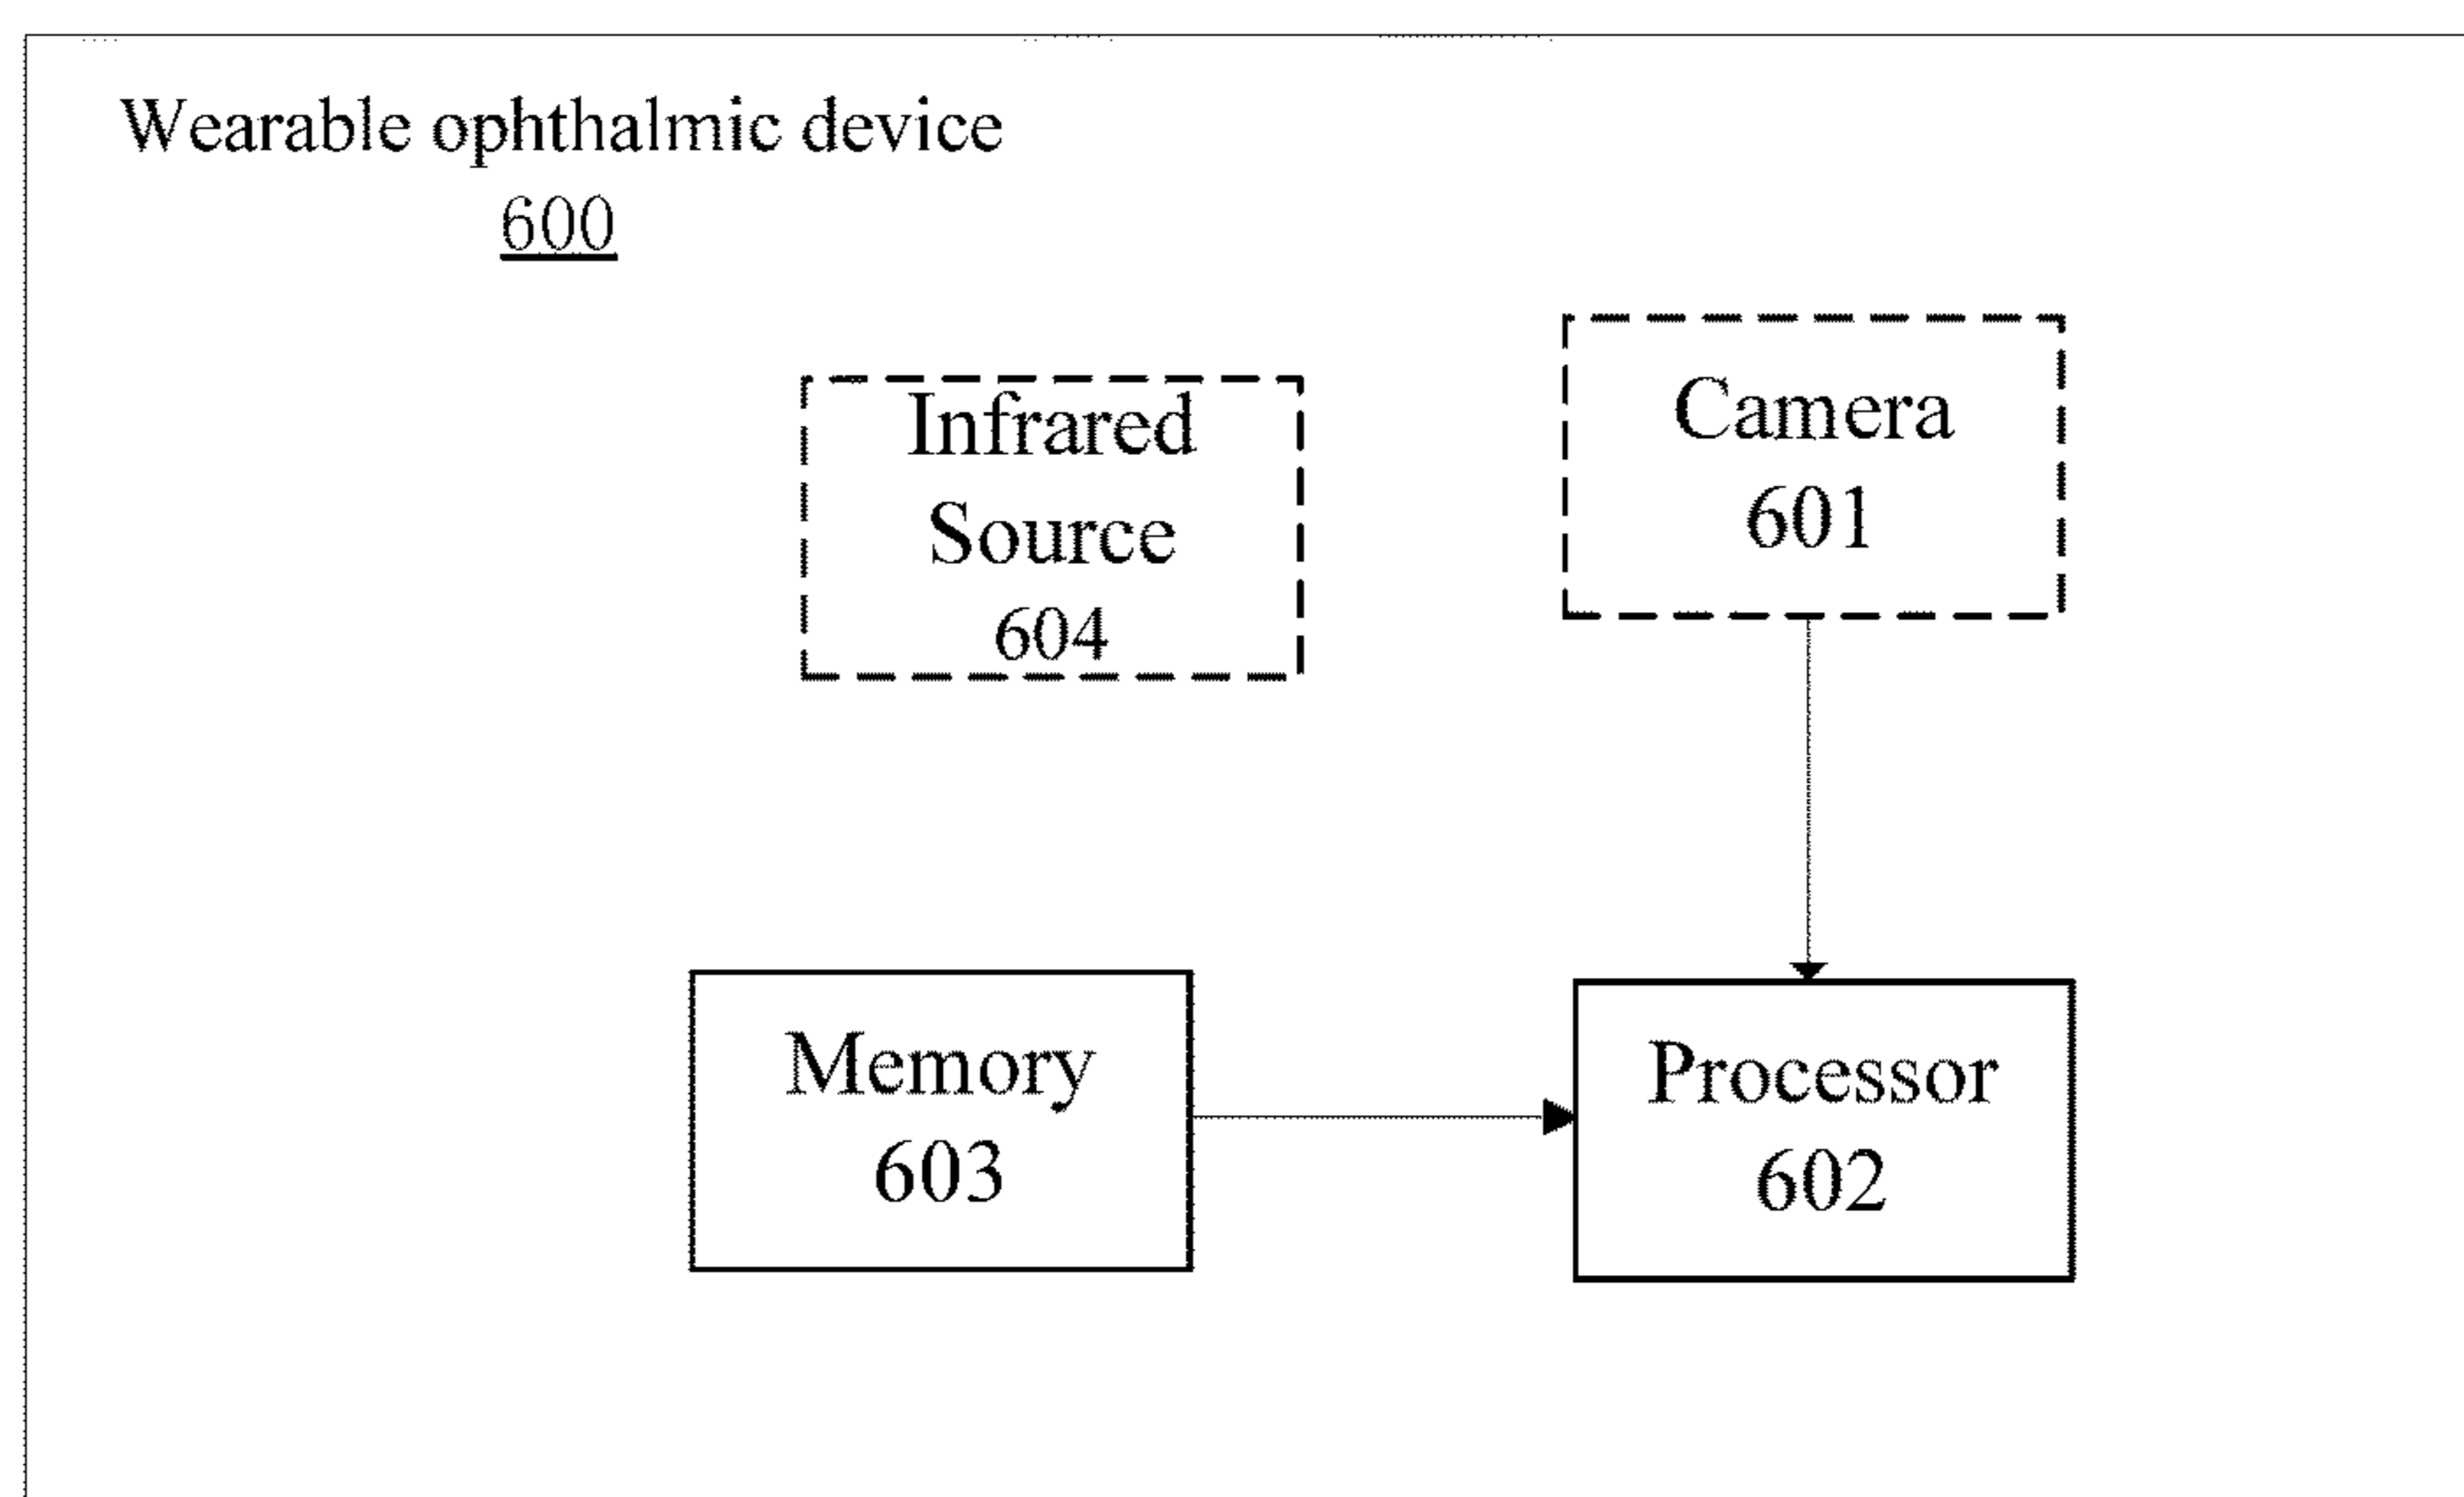 Wearable ophthalmic device
600
Infrared
Source
604
Camera
601
Memory
603
Processor
602